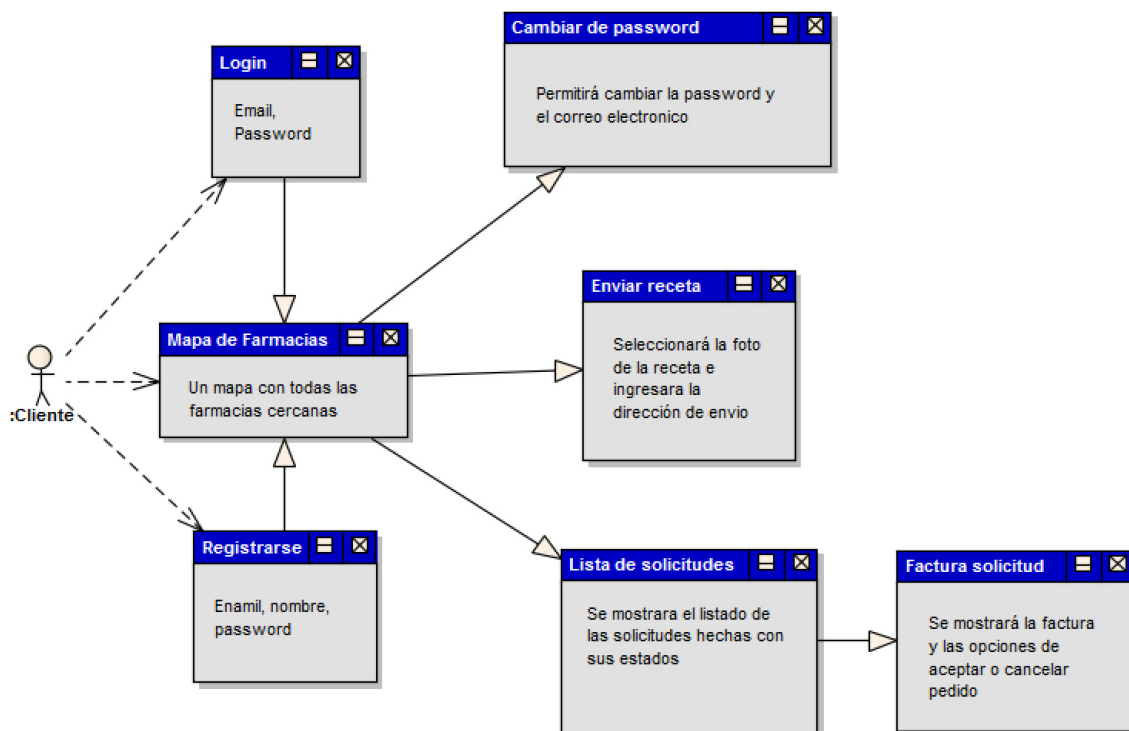 Cambiar de password
Permitirá cambiar la password y
el correo electronico
Login
Email,
Password
Enviar receta
Seleccionará la foto
de la receta e
ingresara la
dirección de envio
Mapa de Farmacias
Un mapa con todas las
farmacias cercanas
:Cliente
Registrarse
Enamil, nombre,
password
Lista de solicitudes
Se mostrara el listado de
las solicitudes hechas con
sus estados
Factura solicitud
Se mostrará la factura
y las opciones de
aceptar o cancelar
pedido